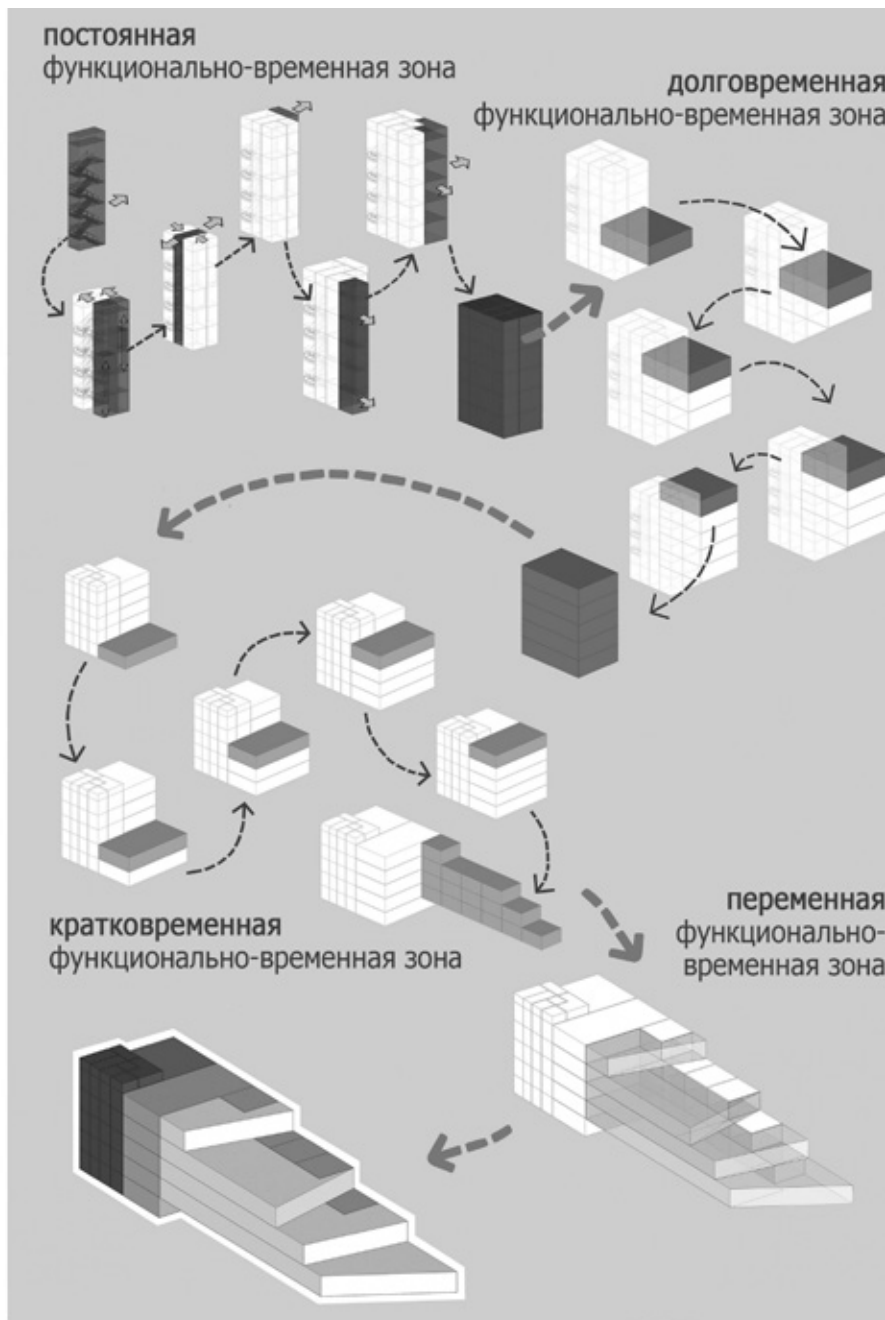 постоянная
функционально-временная зона
долговременная
функционально-временная зона
кратковременная
функционально-временная зона
переменная
функционально-
временная зона